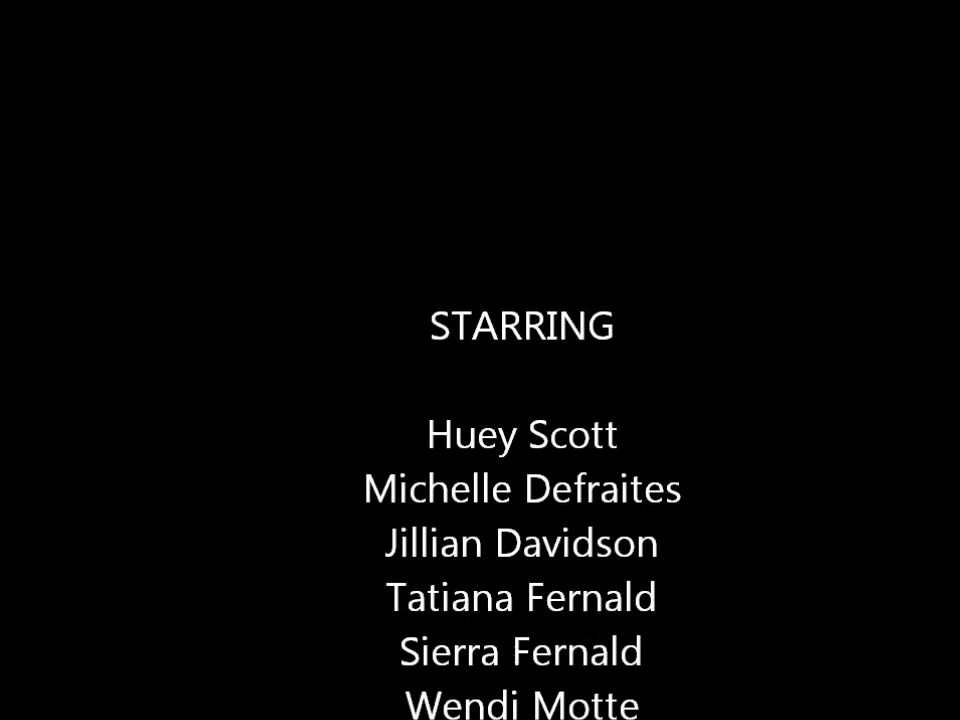 STARRING
Huey Scott
Michelle Defraites
Jillian Davidson
Tatiana Fernald
Sierra Fernald
Wendi Motte